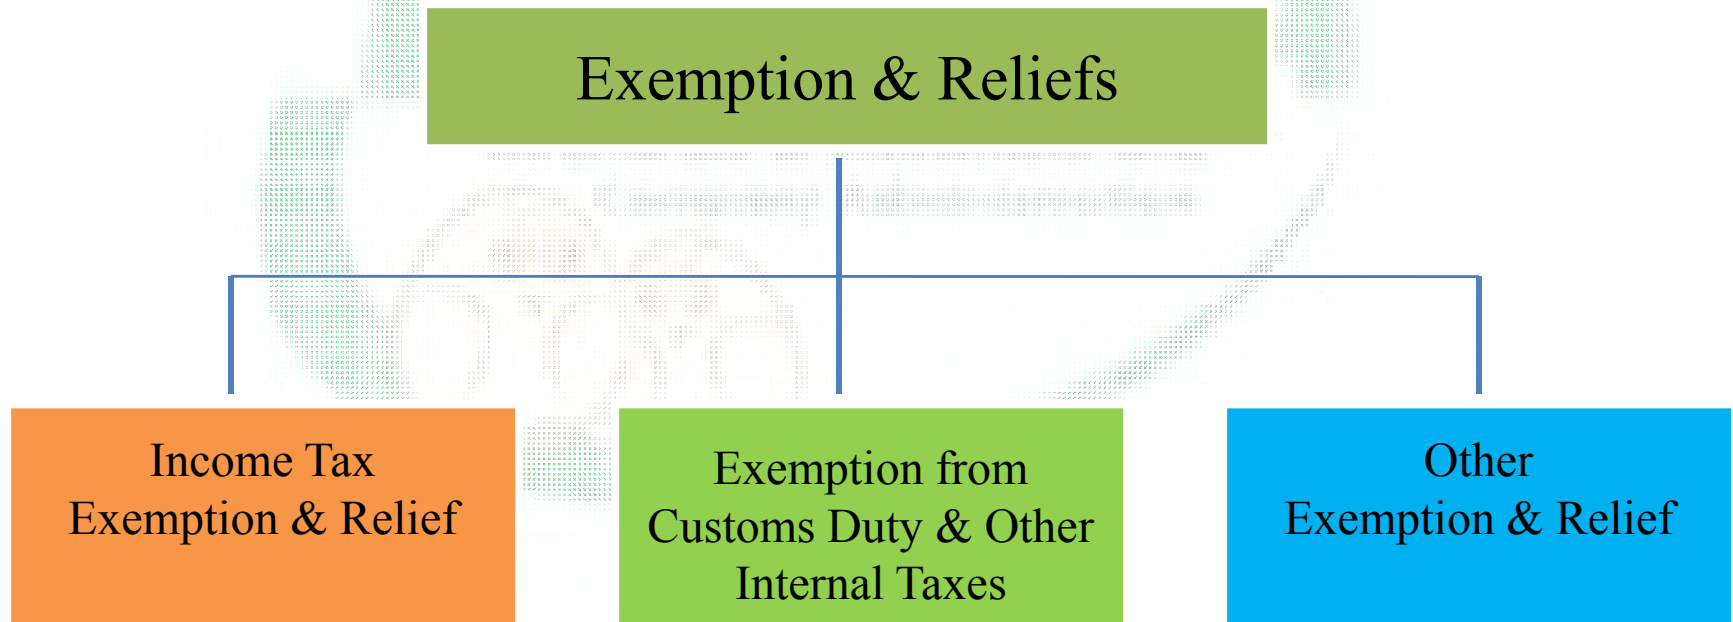 Exemption & Reliefs
Income Tax
Exemption & Relief
Exemption from
Customs Duty & Other
Internal Taxes
Other
Exemption & Relief